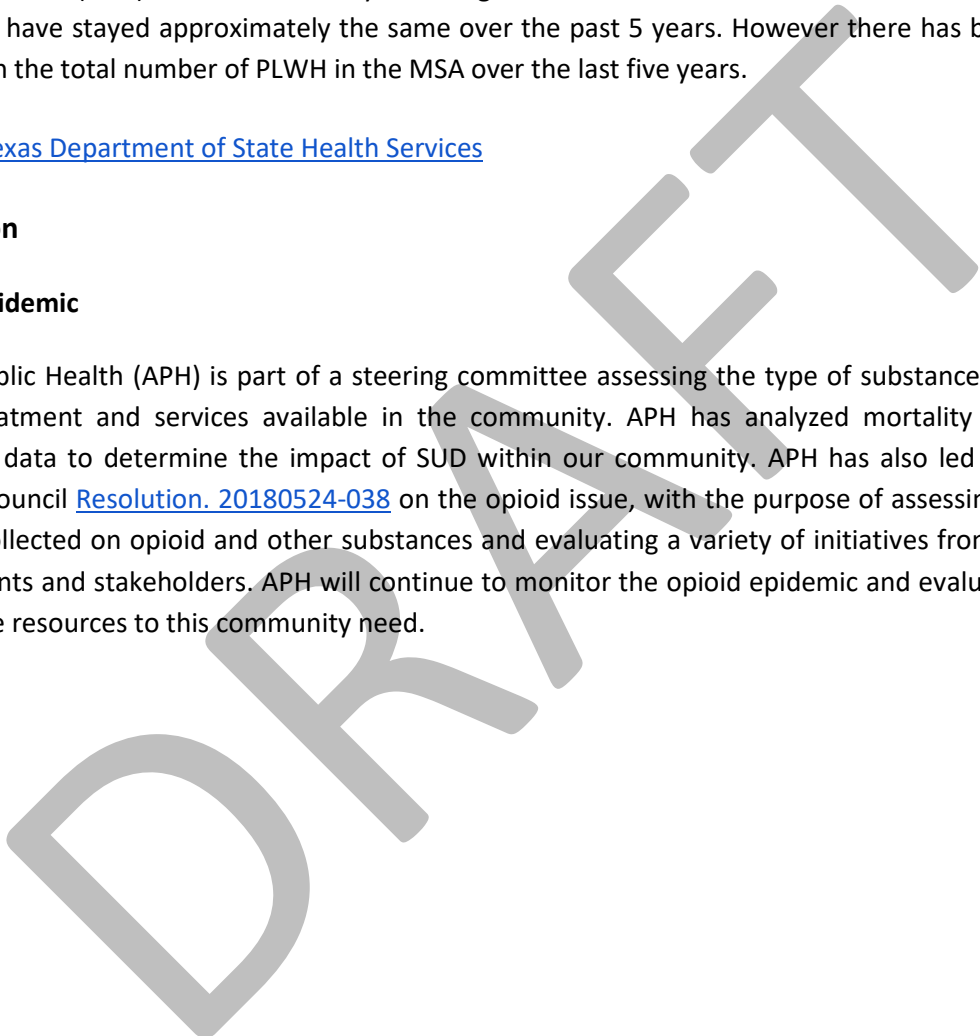 have stayed approximately the same over the past 5 years. However there has b
the total number of PLWH in the MSA over the last five years.
exas Department of State Health Services
on
idemic
blic Health (APH) is part of a steering committee assessing the type of substance
atment and services available in the community. APH has analyzed mortality
data to determine the impact of SUD within our community. APH has also led
ouncil Resolution. 20180524-038 on the opioid issue, with the purpose of assessin
ollected on opioid and other substances and evaluating a variety of initiatives from
nts and stakeholders. APH will continue to monitor the opioid epidemic and evalu
e resources to this community need.
DRAFT